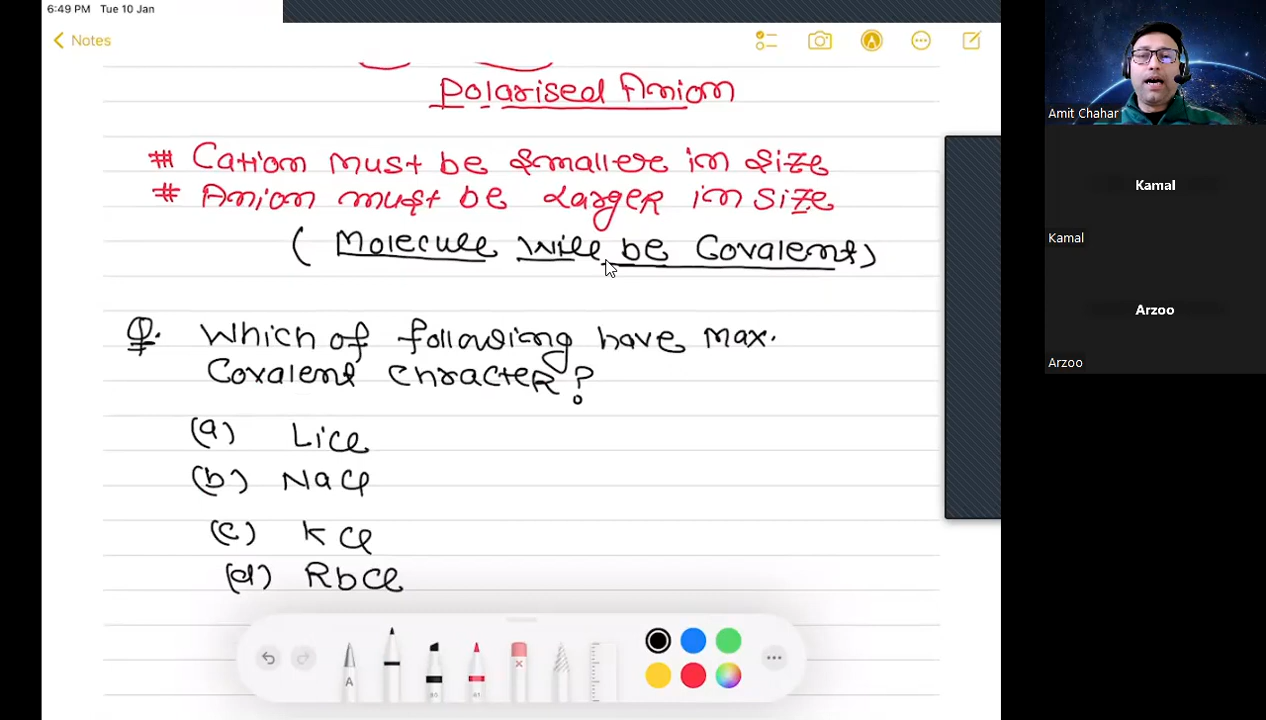 6:49 PM Tue 10 Jan
Notes
Polarised Anion
# Cation must be smaller in size
# Anion must be Larger in size
( Molecule will be Covalent)
Q. Which of following have max.
Covalent chracter?
(a) LiCl
(b) NaCl
(c) KCl
(d) RbCl
A
80
Amit Chahar
Kamal
Kamal
Arzoo
Arzoo